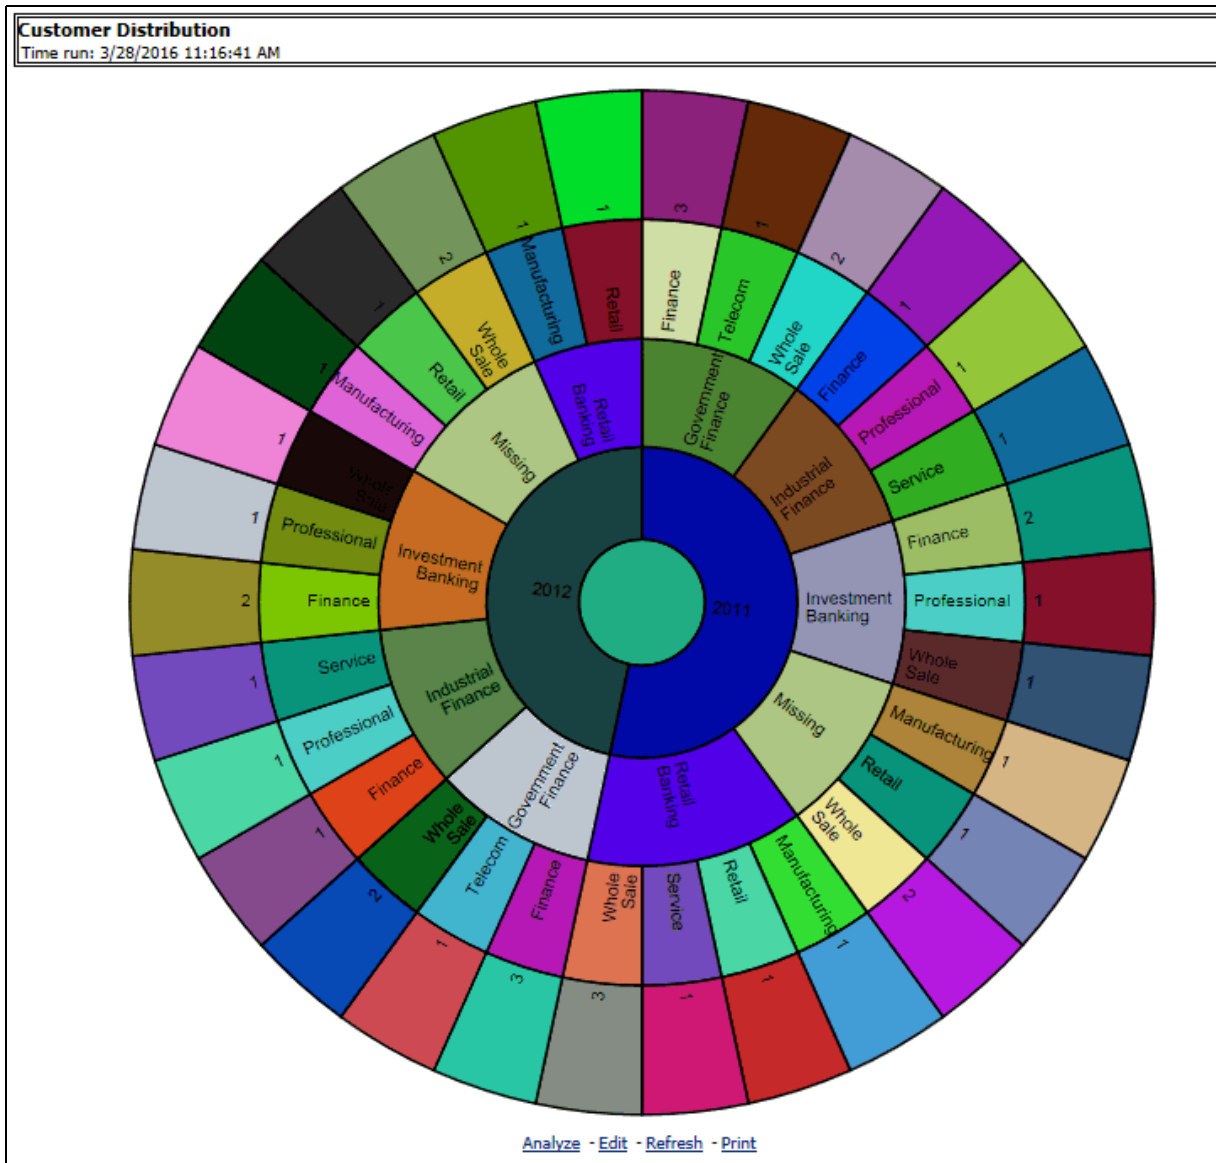 Customer Distribution
Time run: 3/28/2016 11:16:41 AM
2011
Government
Finance
Finance
3
Telecom
1
Whole
Sale
2
Industrial
Finance
Finance
1
Professional
1
Service
1
Investment
Banking
Finance
2
Professional
1
Whole
Sale
1
Missing
Manufacturing
1
Retail
1
Whole
Sale
2
Retail
Banking
Manufacturing
1
Retail
1
Service
1
Whole
Sale
3
2012
Government
Finance
Finance
3
Telecom
1
Whole
Sale
2
Industrial
Finance
Finance
1
Professional
1
Service
1
Investment
Banking
Finance
2
Professional
1
Whole
Sale
1
Missing
Manufacturing
1
Retail
1
Whole
Sale
2
Retail
Banking
Manufacturing
1
Retail
1
Analyze - Edit - Refresh - Print